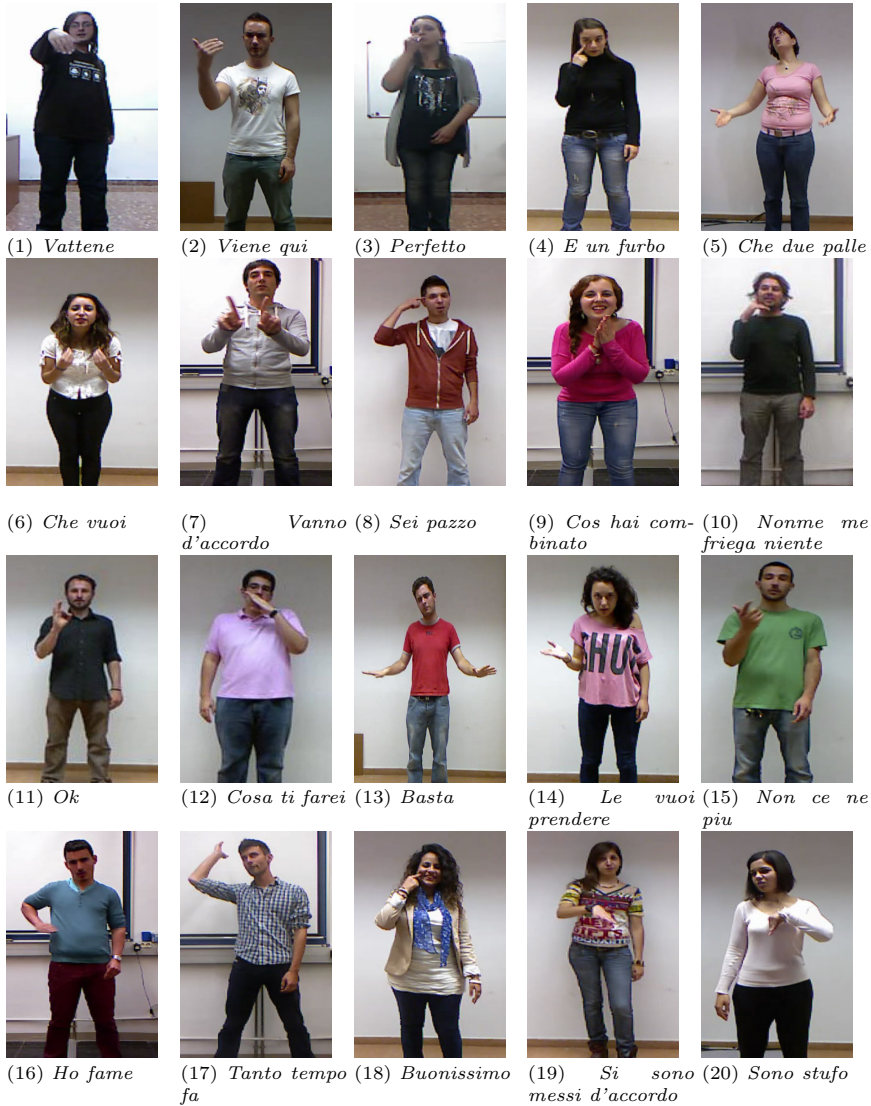 (1) Vattene
(2) Viene qui
(3) Perfetto
(4) E un furbo
(5) Che due palle
(6) Che vuoi
(7) Vanno
d'accordo
(8) Sei pazzo
(9) Cos hai com-
binato
(10) Nonme me
friega niente
(11) Ok
(12) Cosa ti farei
(13) Basta
CHU
(14) Le vuoi
prendere
(15) Non ce ne
piu
(16) Ho fame
(17) Tanto tempo
fa
(18) Buonissimo
(19) Si sono
messi d'accordo
(20) Sono stufo